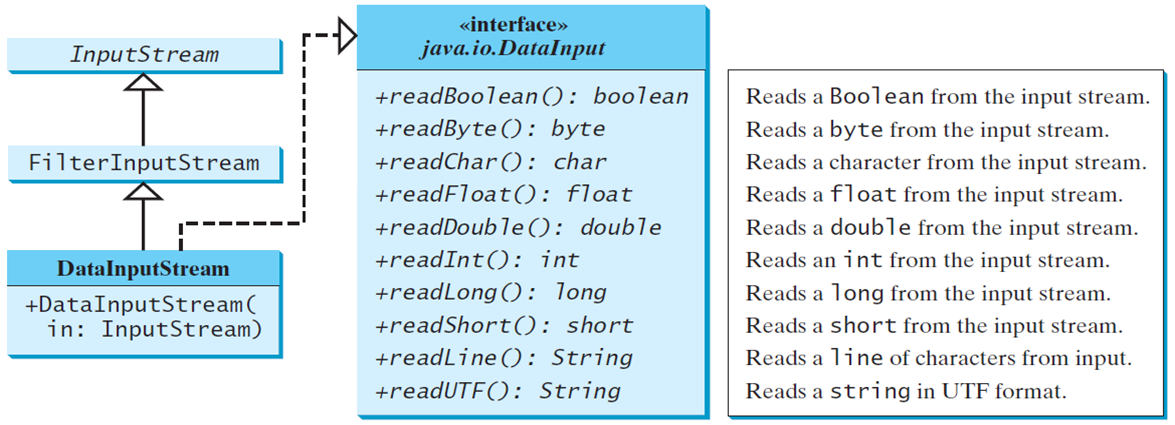 InputStream
FilterInputStream
DataInputStream
+DataInputStream(
in: InputStream)
«interface»
java.io.DataInput
+readBoolean(): boolean
+readByte(): byte
+readChar(): char
+readFloat(): float
+readDouble(): double
+readInt(): int
+readLong(): long
+readShort(): short
+readLine(): String
+readUTF(): String
Reads a Boolean from the input stream.
Reads a byte from the input stream.
Reads a character from the input stream.
Reads a float from the input stream.
Reads a double from the input stream.
Reads an int from the input stream.
Reads a long from the input stream.
Reads a short from the input stream.
Reads a line of characters from input.
Reads a string in UTF format.